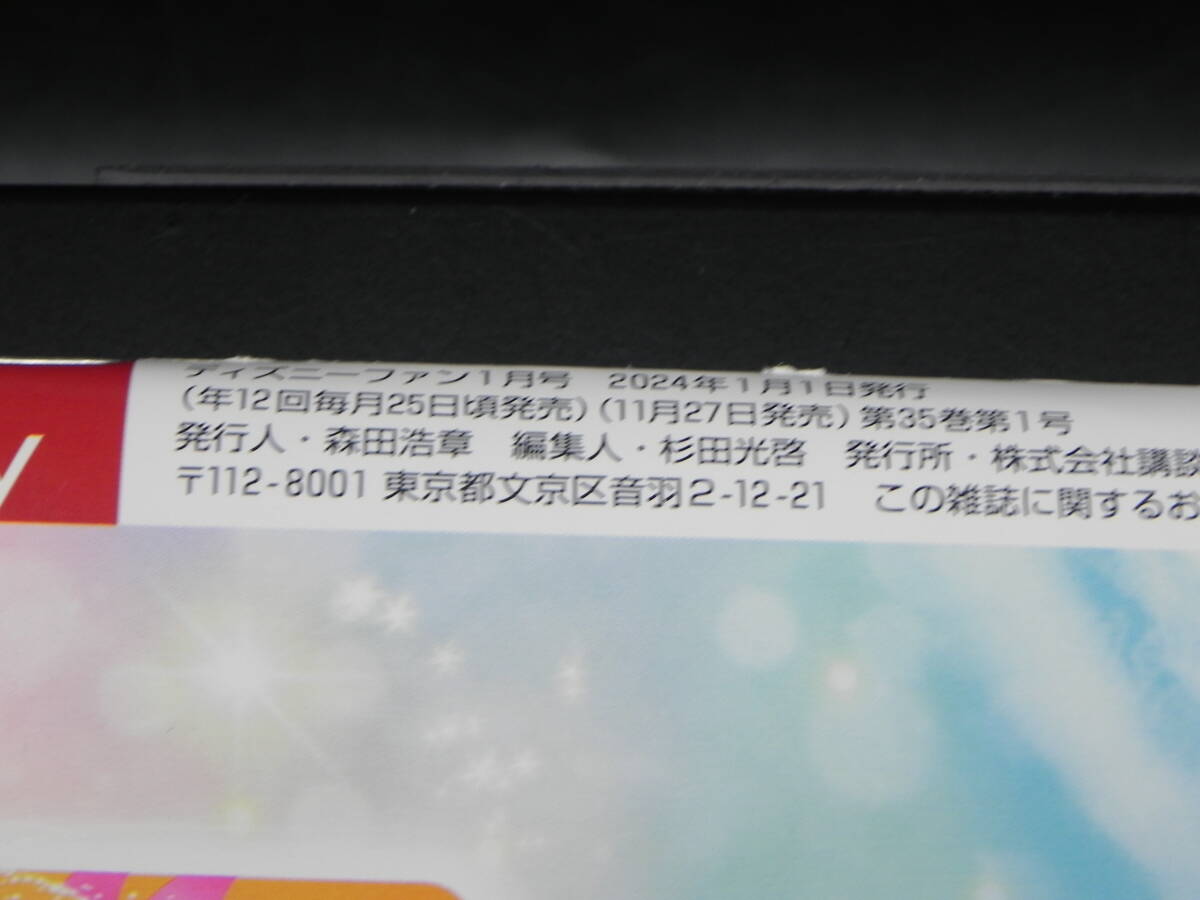 ディズニーファン1月号 2024年1月1日発行
(年12回毎月25日頃発売)(11月27日発売)第35巻第1号
発行人・森田浩章 編集人・杉田光啓 発行所・株式会社講談
〒112-8001 東京都文京区音羽2-12-21 この雑誌に関するお
y